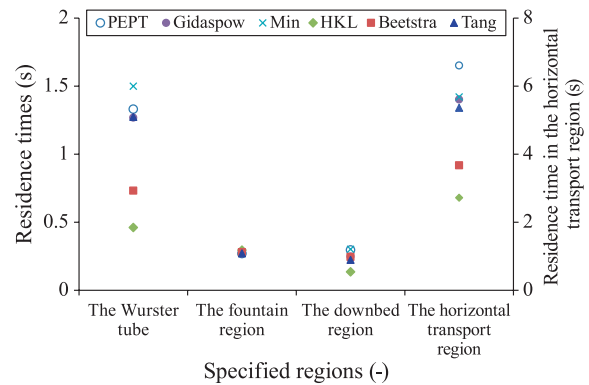 PEPT Gidaspow Min HKL Beetstra Tang
Residence times (s)
2
1.5
1
0.5
0
8
6
4
2
0
Residence time in the horizontal
transport region (s)
The Wurster
tube
The fountain
region
The downbed
region
The horizontal
transport
region
Specified regions (-)